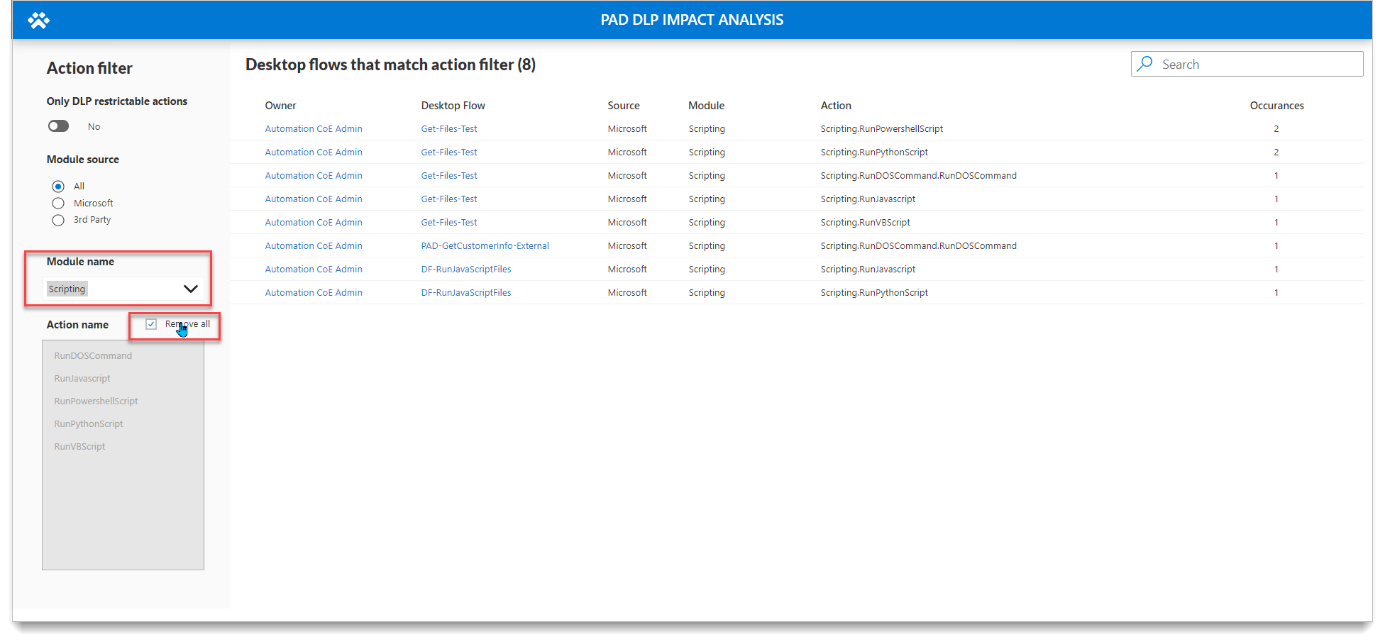 PAD DLP IMPACT ANALYSIS
Action filter
Only DLP restrictable actions
No
Module source
All
Microsoft
3rd Party
Module name
Scripting
Action name
Remove all
RunDOSCommand
RunJavascript
RunPowershellScript
RunPythonScript
RunVBScript
Desktop flows that match action filter (8)
Search
Owner Desktop Flow Source Module Action Occurances
Automation CoE Admin Get-Files-Test Microsoft Scripting Scripting.RunPowershellScript 2
Automation CoE Admin Get-Files-Test Microsoft Scripting Scripting.RunPythonScript 2
Automation CoE Admin Get-Files-Test Microsoft Scripting Scripting.RunDOSCommand.RunDOSCommand 1
Automation CoE Admin Get-Files-Test Microsoft Scripting Scripting.RunJavascript 1
Automation CoE Admin Get-Files-Test Microsoft Scripting Scripting.RunVBScript 1
Automation CoE Admin PAD-GetCustomerInfo-External Microsoft Scripting Scripting.RunDOSCommand.RunDOSCommand 1
Automation CoE Admin DF-RunJavaScriptFiles Microsoft Scripting Scripting.RunJavascript 1
Automation CoE Admin DF-RunJavaScriptFiles Microsoft Scripting Scripting.RunPythonScript 1